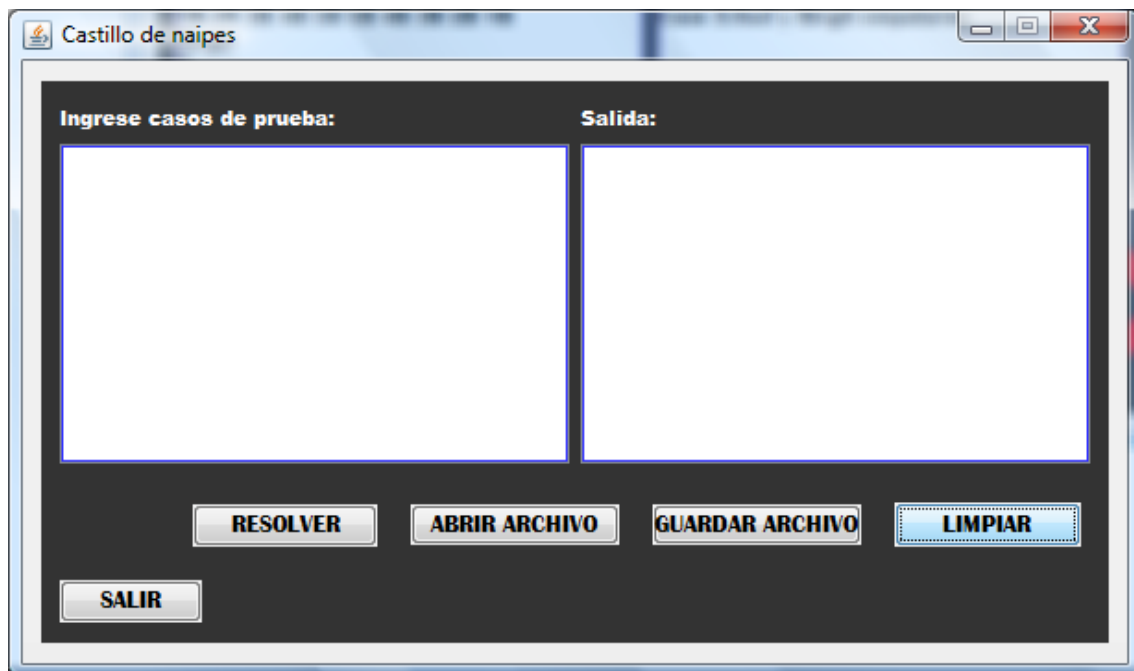 Castillo de naipes
Ingrese casos de prueba:
Salida:
RESOLVER
ABRIR ARCHIVO
GUARDAR ARCHIVO
LIMPIAR
SALIR